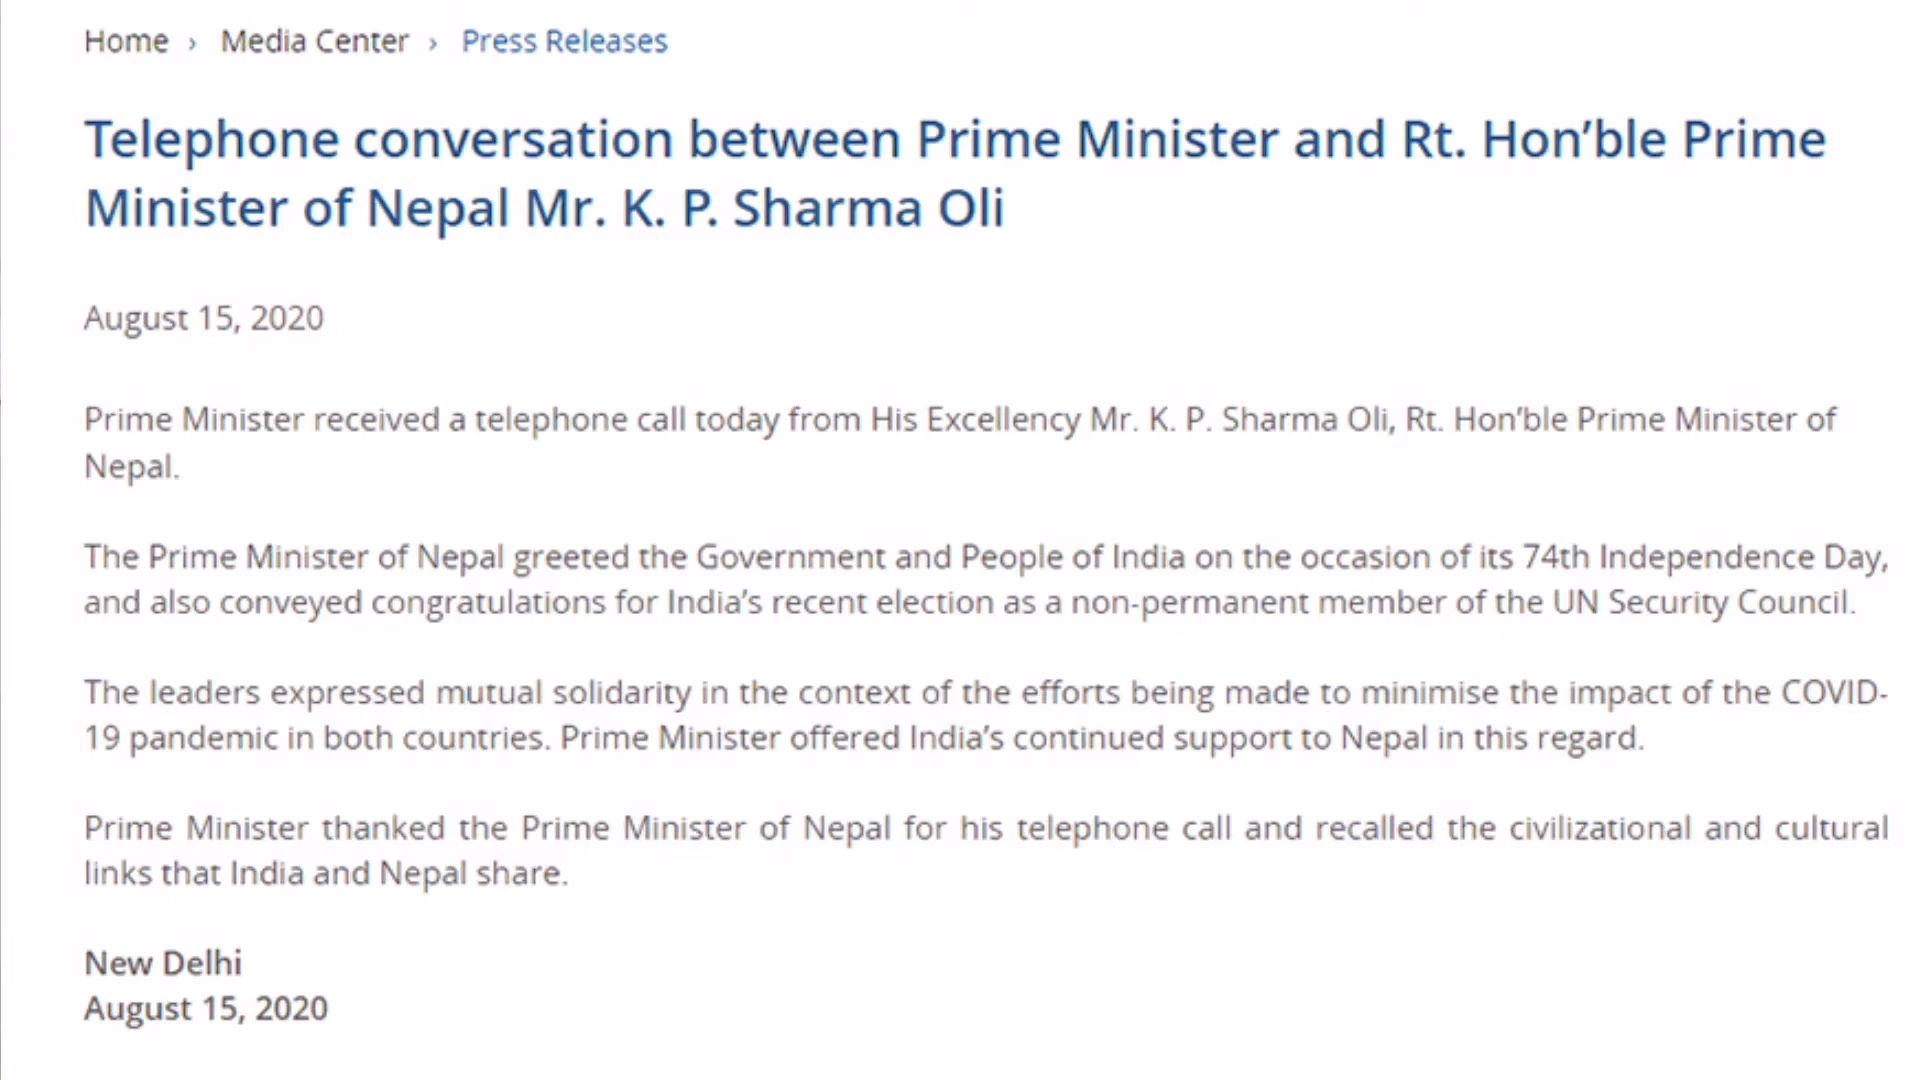 Home › Media Center › Press Releases
Telephone conversation between Prime Minister and Rt. Hon’ble Prime
Minister of Nepal Mr. K. P. Sharma Oli
August 15, 2020
Prime Minister received a telephone call today from His Excellency Mr. K. P. Sharma Oli, Rt. Hon’ble Prime Minister of
Nepal.
The Prime Minister of Nepal greeted the Government and People of India on the occasion of its 74th Independence Day,
and also conveyed congratulations for India’s recent election as a non-permanent member of the UN Security Council.
The leaders expressed mutual solidarity in the context of the efforts being made to minimise the impact of the COVID-
19 pandemic in both countries. Prime Minister offered India’s continued support to Nepal in this regard.
Prime Minister thanked the Prime Minister of Nepal for his telephone call and recalled the civilizational and cultural
links that India and Nepal share.
New Delhi
August 15, 2020